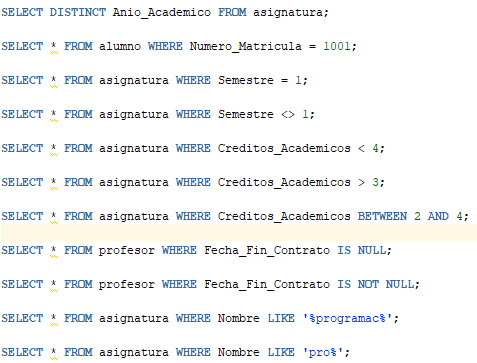 SELECT DISTINCT Anio_Academico FROM asignatura;
SELECT * FROM alumno WHERE Numero_Matricula = 1001;
SELECT * FROM asignatura WHERE Semestre = 1;
SELECT * FROM asignatura WHERE Semestre <> 1;
SELECT * FROM asignatura WHERE Creditos_Academicos < 4;
SELECT * FROM asignatura WHERE Creditos_Academicos > 3;
SELECT * FROM asignatura WHERE Creditos_Academicos BETWEEN 2 AND 4;
SELECT * FROM profesor WHERE Fecha_Fin_Contrato IS NULL;
SELECT * FROM profesor WHERE Fecha_Fin_Contrato IS NOT NULL;
SELECT * FROM asignatura WHERE Nombre LIKE '%programac%';
SELECT * FROM asignatura WHERE Nombre LIKE 'pro%';